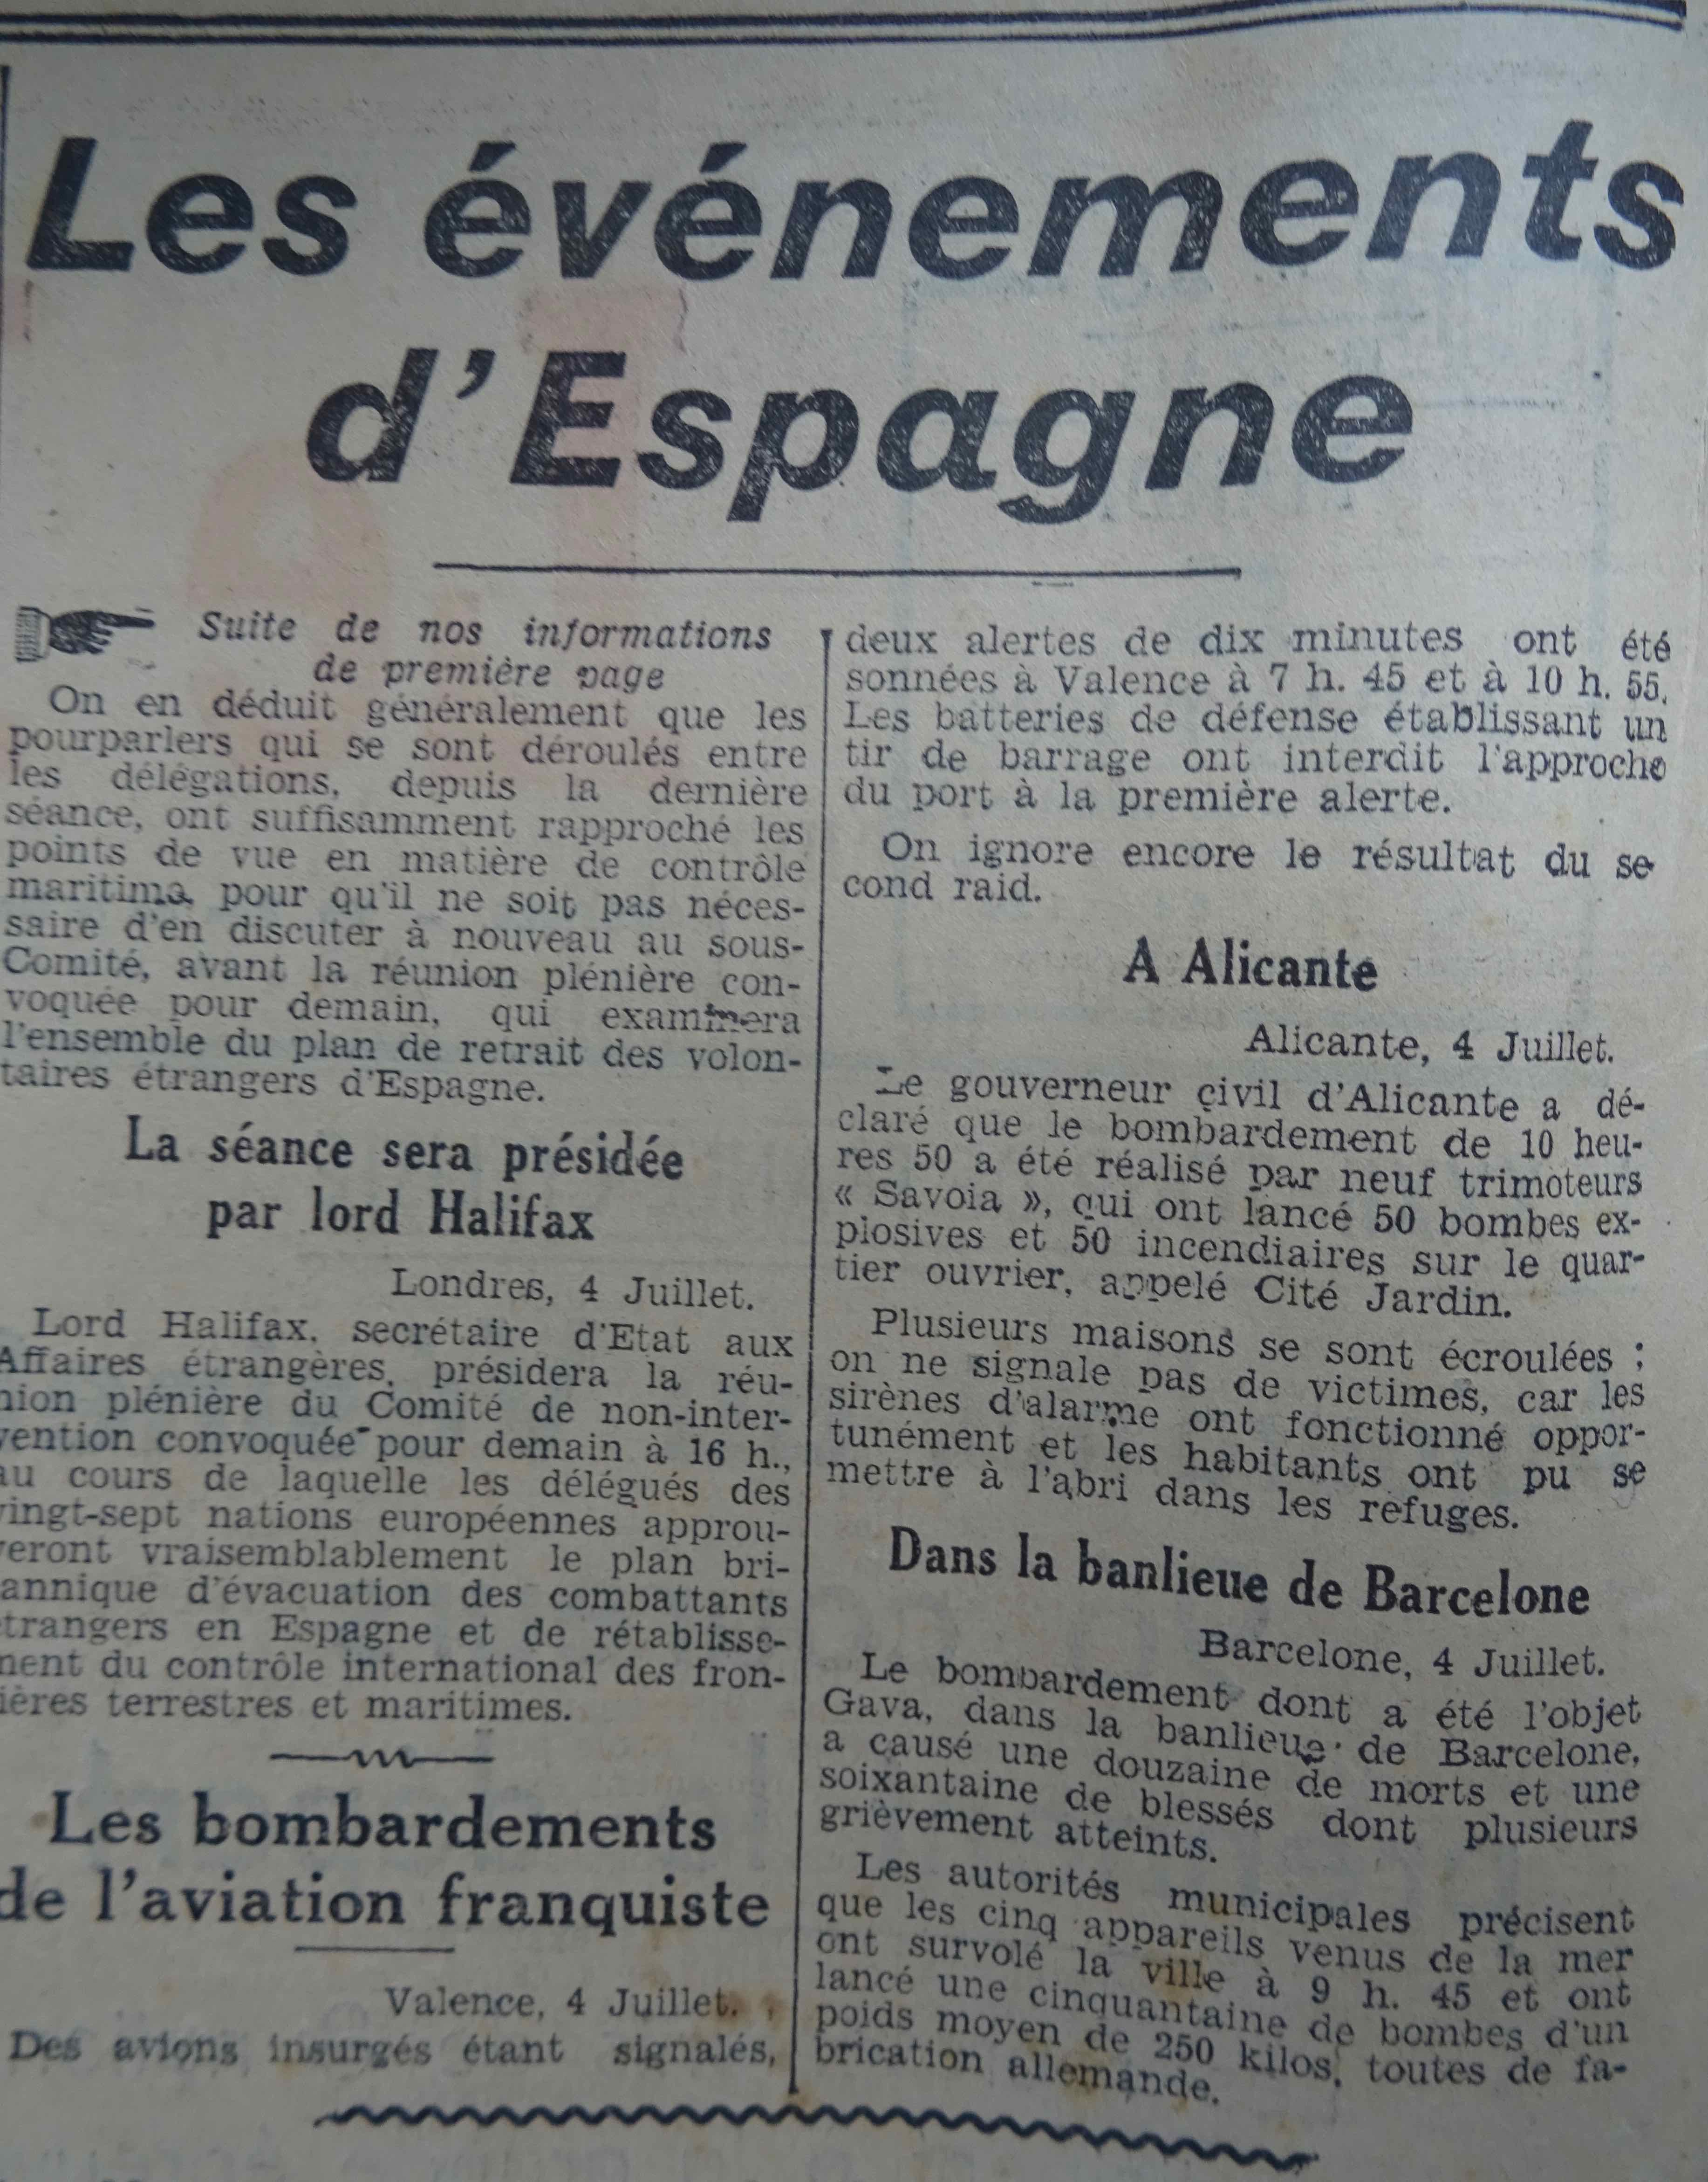 Les événements
d'Espagne
Suite de nos informations
de première page
On en déduit généralement que les
pourparlers qui se sont déroulés entre
les délégations, depuis la dernière
séance, ont suffisamment rapproché les
points de vue en matière de contrôle
maritime, pour qu'il ne soit pas néces-
saire d'en discuter à nouveau au sous-
Comité, avant la réunion plénière con-
voquée pour demain, qui examinera
l'ensemble du plan de retrait des volon-
taires étrangers d'Espagne.
La séance sera présidée
par lord Halifax
Londres, 4 Juillet.
Lord Halifax, secrétaire d'Etat aux
Affaires étrangères, présidera la réu-
nion plénière du Comité de non-inter-
vention convoquée pour demain à 16 h.,
au cours de laquelle les délégués des
vingt-sept nations européennes approu-
veront vraisemblablement le plan bri-
annique d'évacuation des combattants
étrangers en Espagne et de rétablisse-
ment du contrôle international des fron-
ières terrestres et maritimes.
Les bombardements
de l'aviation franquiste
Valence, 4 Juillet.
Des avions insurgés étant signalés,
deux alertes de dix minutes ont été
sonnées à Valence à 7 h. 45 et à 10 h. 55.
Les batteries de défense établissant un
tir de barrage ont interdit l'approche
du port à la première alerte.
On ignore encore le résultat du se-
cond raid.
A Alicante
Alicante, 4 Juillet.
Le gouverneur civil d'Alicante a dé-
claré que le bombardement de 10 heu-
res 50 a été réalisé par neuf trimoteurs
« Savoia », qui ont lancé 50 bombes ex-
plosives et 50 incendiaires sur le quar-
tier ouvrier, appelé Cité Jardin.
Plusieurs maisons se sont écroulées ;
on ne signale pas de victimes, car les
sirènes d'alarme ont fonctionné oppor-
tunément et les habitants ont pu se
mettre à l'abri dans les refuges.
Dans la banlieue de Barcelone
Barcelone, 4 Juillet.
Le bombardement dont a été l'objet
Gava, dans la banlieue de Barcelone,
a causé une douzaine de morts et une
soixantaine de blessés dont plusieurs
grièvement atteints.
Les autorités municipales précisent
que les cinq appareils venus de la mer
ont survolé la ville à 9 h. 45 et ont
lancé une cinquantaine de bombes d'un
poids moyen de 250 kilos, toutes de fa-
brication allemande.